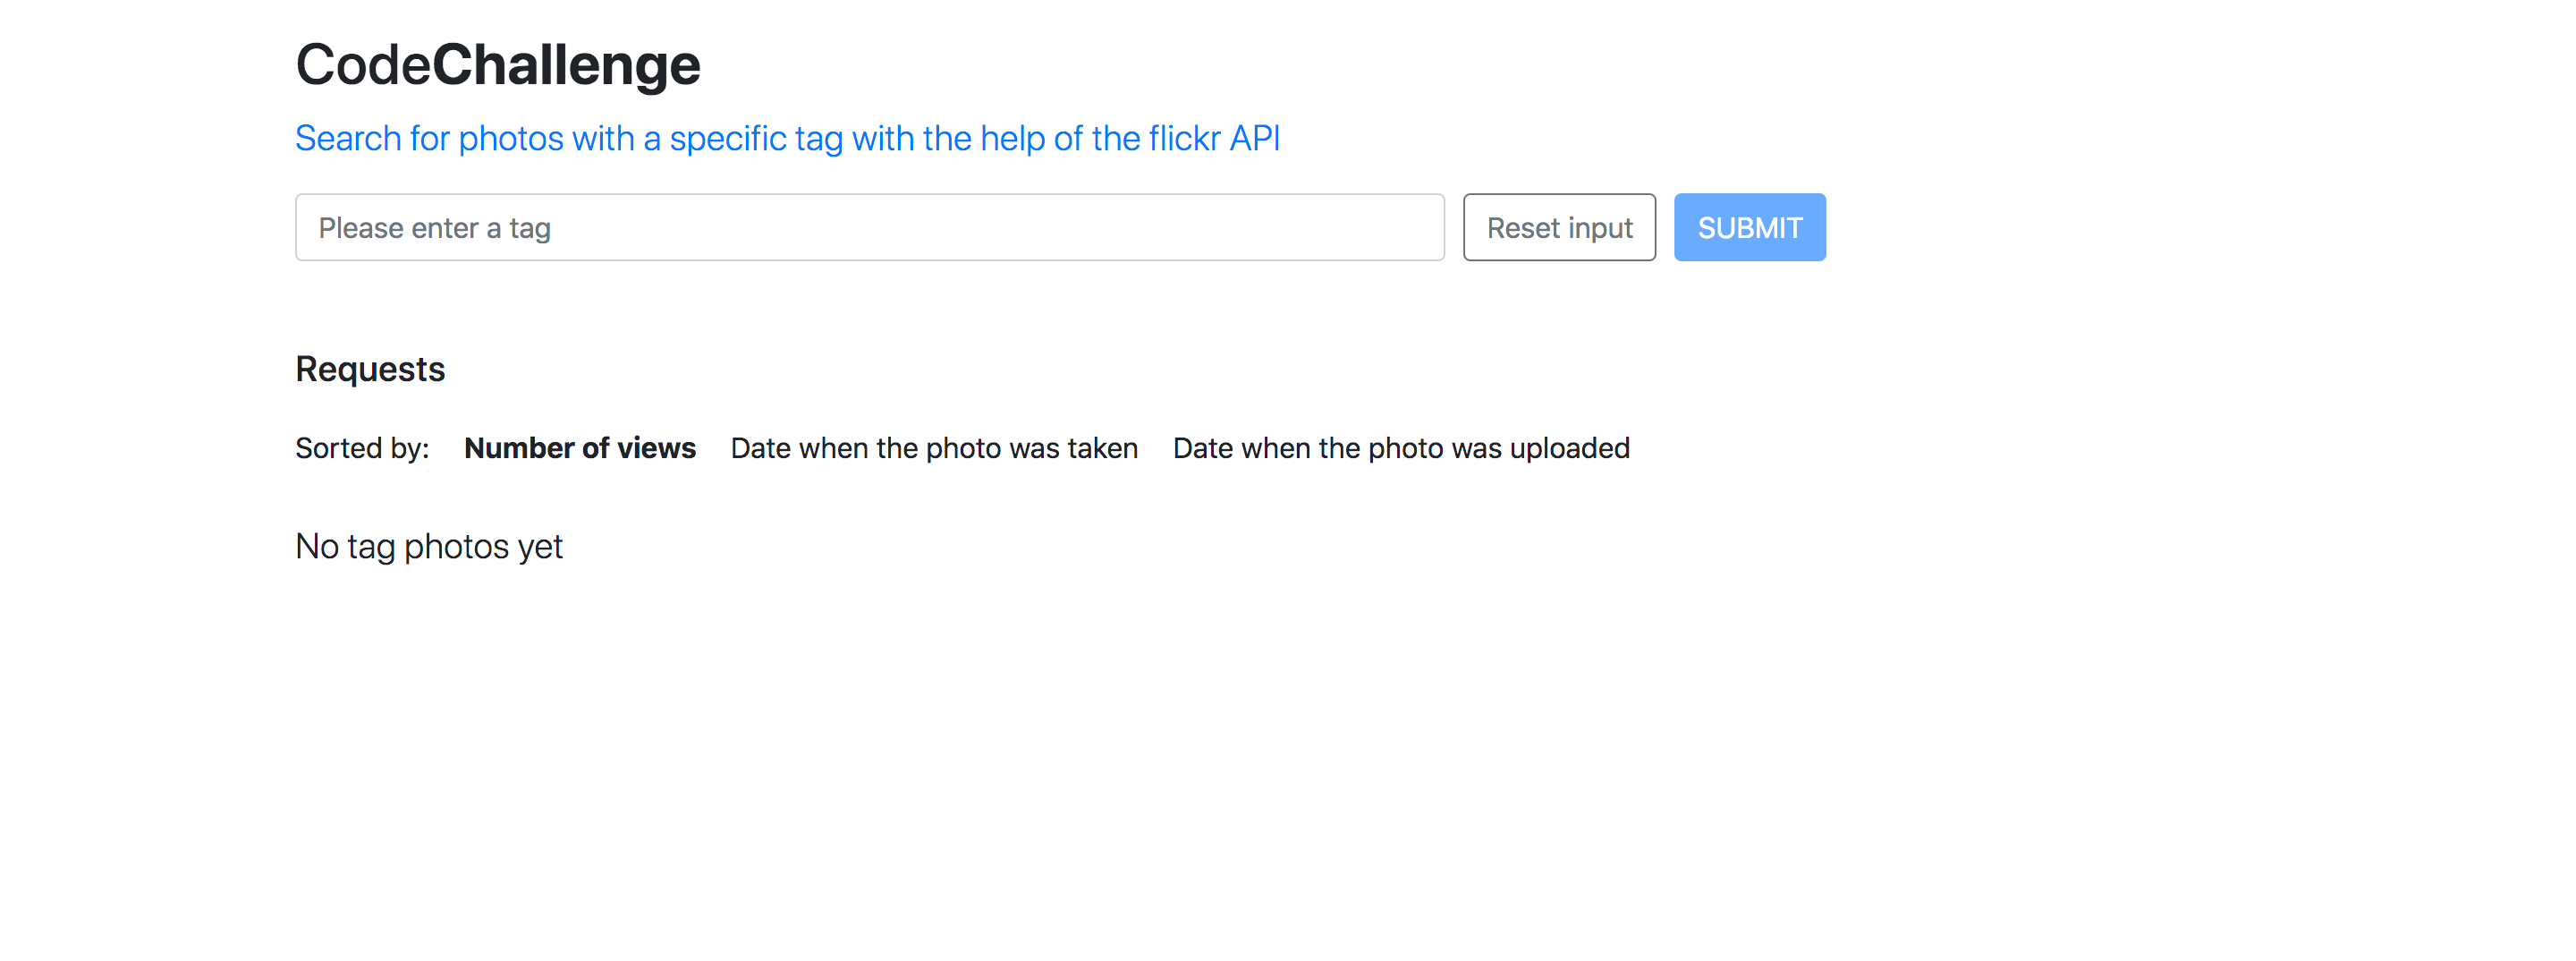 CodeChallenge
Search for photos with a specific tag with the help of the flickr API
Please enter a tag Reset input SUBMIT
Requests
Sorted by: Number of views Date when the photo was taken Date when the photo was uploaded
No tag photos yet